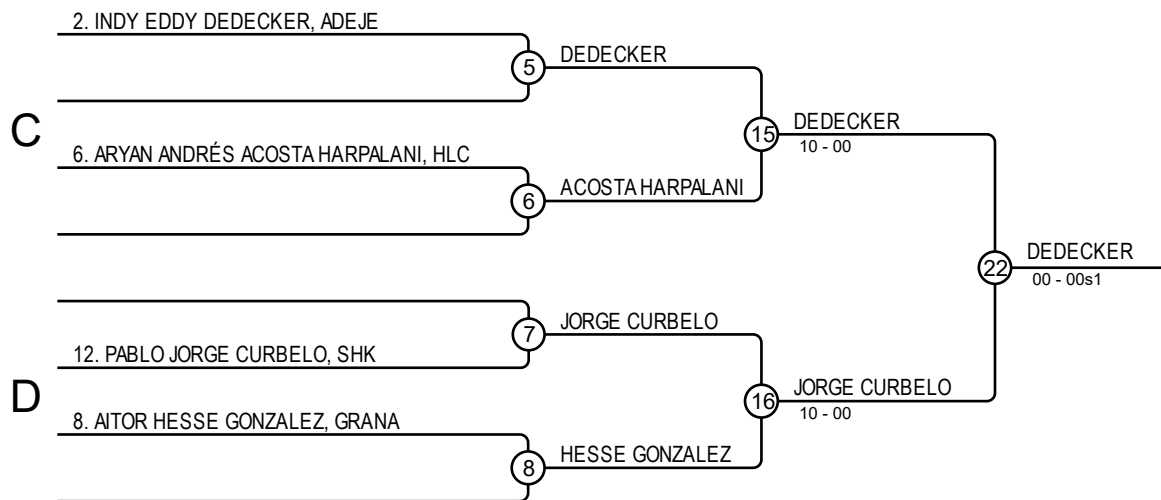 2. INDY EDDY DEDECKER, ADEJE
5
DEDECKER
C
15
DEDECKER
10 - 00
6. ARYAN ANDRÉS ACOSTA HARPALANI, HLC
6
ACOSTA HARPALANI
22
DEDECKER
00 - 00s1
7
JORGE CURBELO
12. PABLO JORGE CURBELO, SHK
D
16
JORGE CURBELO
10 - 00
8. AITOR HESSE GONZALEZ, GRANA
8
HESSE GONZALEZ